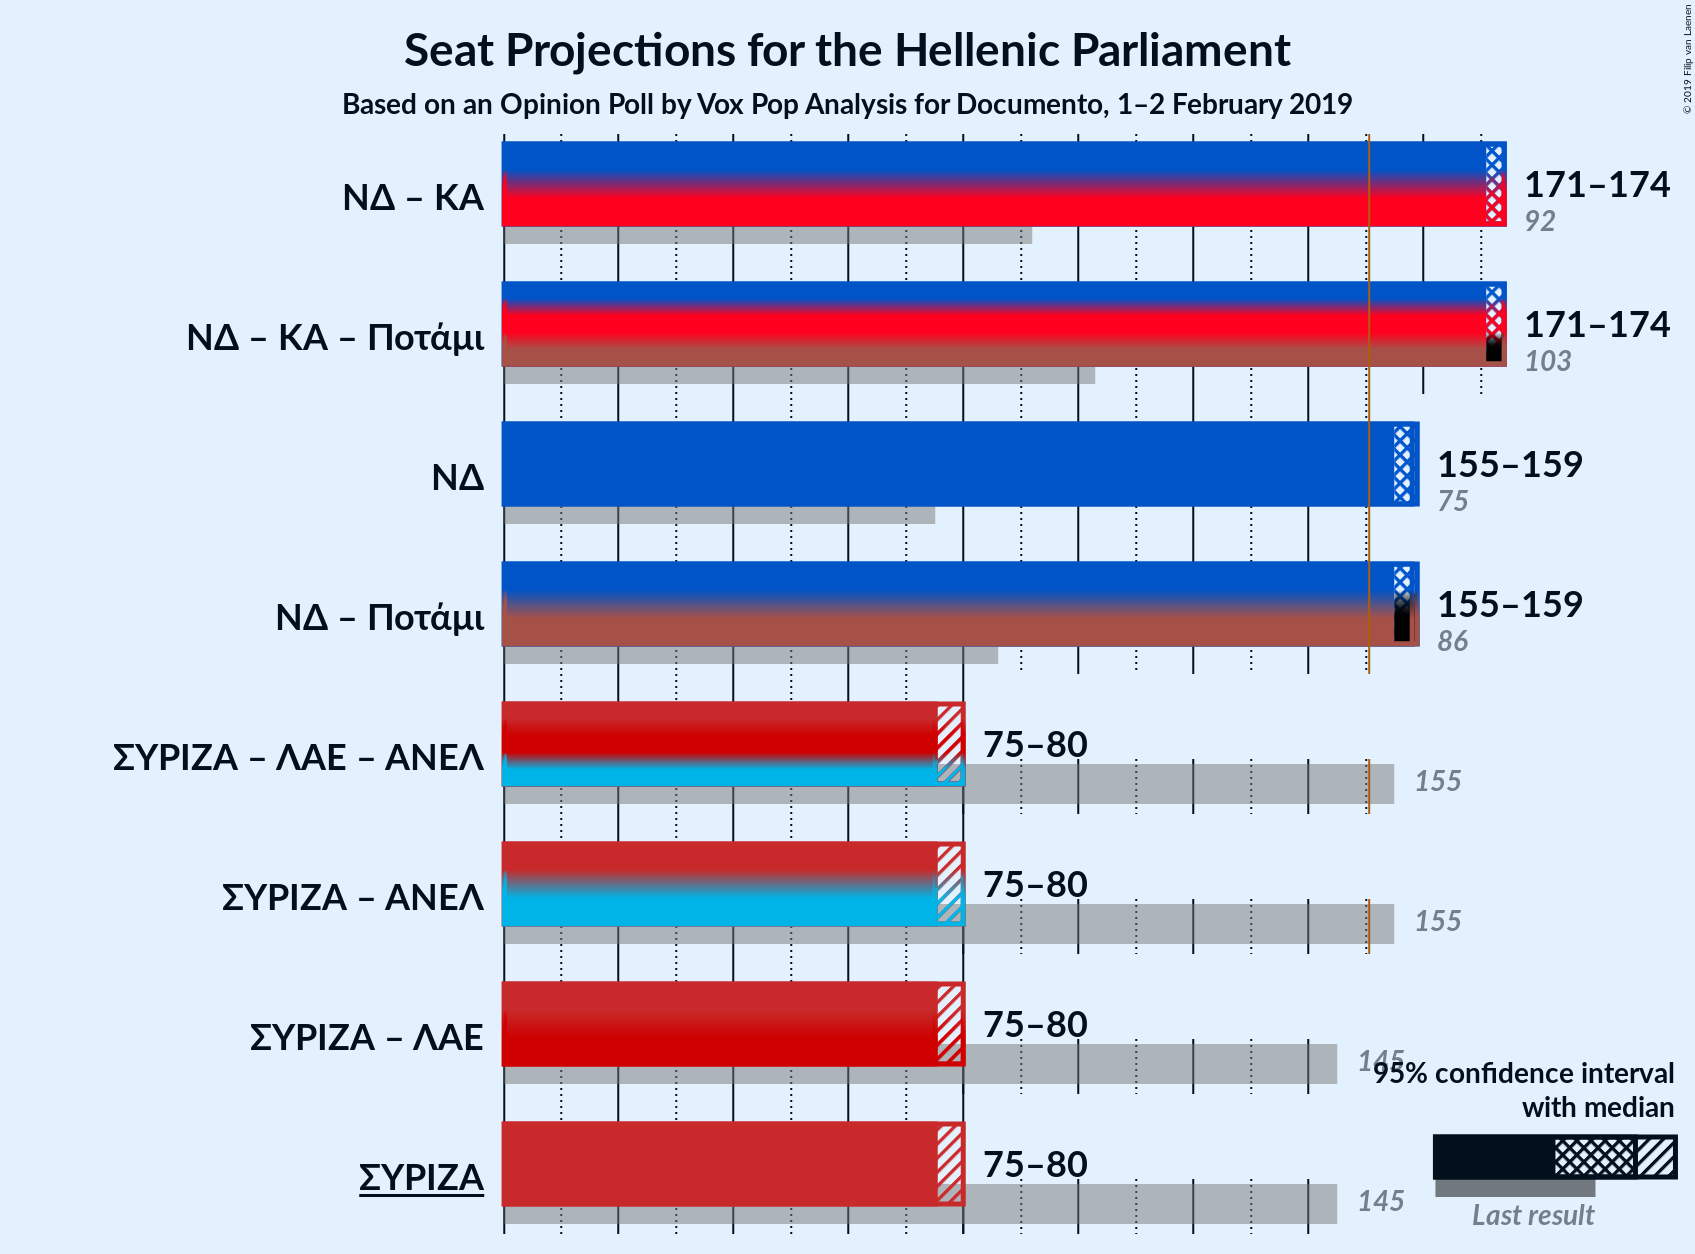 Seat Projections for the Hellenic Parliament
Based on an Opinion Poll by Vox Pop Analysis for Documento, 1–2 February 2019
© 2019 Filip van Laenen
ΝΔ – ΚΑ
171–174
92
ΝΔ – ΚΑ – Ποτάμι
171–174
103
ΝΔ
155–159
75
ΝΔ – Ποτάμι
155–159
86
ΣΥΡΙΖΑ – ΛΑΕ – ΑΝΕΛ
75–80
155
ΣΥΡΙΖΑ – ΑΝΕΛ
75–80
155
ΣΥΡΙΖΑ – ΛΑΕ
75–80
145
ΣΥΡΙΖΑ
75–80
145
95% confidence interval
with median
Last result